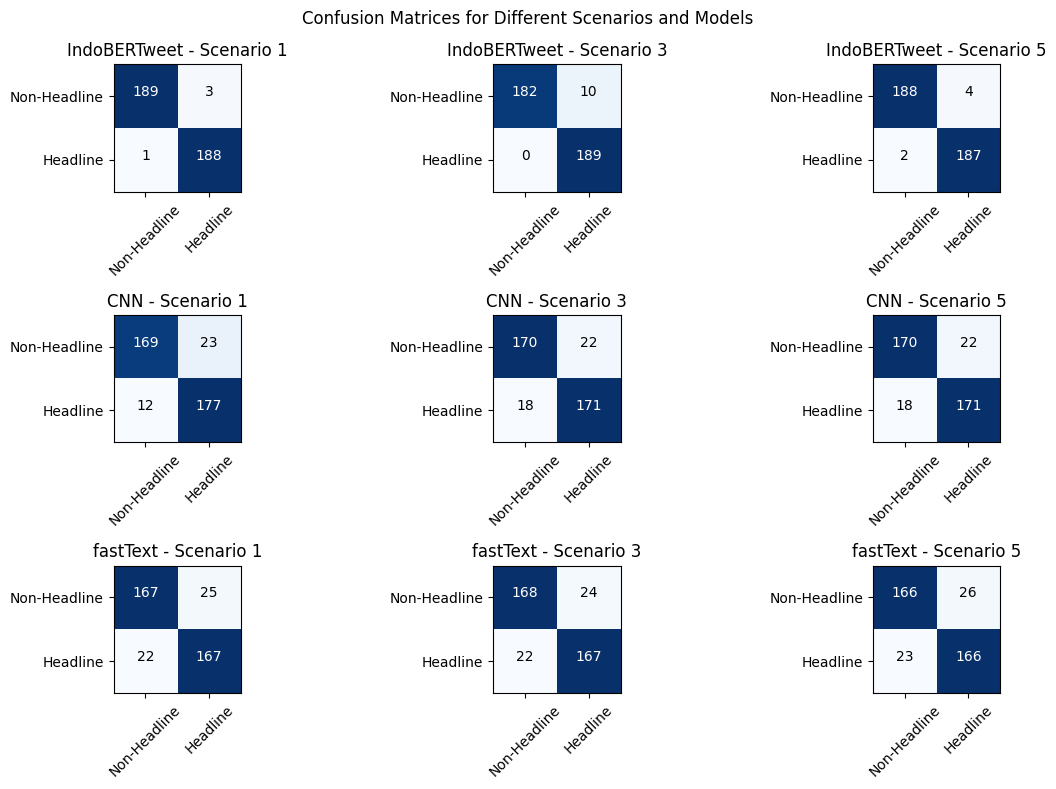 Confusion Matrices for Different Scenarios and Models
IndoBERTweet - Scenario 1
Non-Headline 189 3
Headline 1 188
Non-Headline Headline
IndoBERTweet - Scenario 3
Non-Headline 182 10
Headline 0 189
Non-Headline Headline
IndoBERTweet - Scenario 5
Non-Headline 188 4
Headline 2 187
Non-Headline Headline
CNN - Scenario 1
Non-Headline 169 23
Headline 12 177
Non-Headline Headline
CNN - Scenario 3
Non-Headline 170 22
Headline 18 171
Non-Headline Headline
CNN - Scenario 5
Non-Headline 170 22
Headline 18 171
Non-Headline Headline
fastText - Scenario 1
Non-Headline 167 25
Headline 22 167
Non-Headline Headline
fastText - Scenario 3
Non-Headline 168 24
Headline 22 167
Non-Headline Headline
fastText - Scenario 5
Non-Headline 166 26
Headline 23 166
Non-Headline Headline